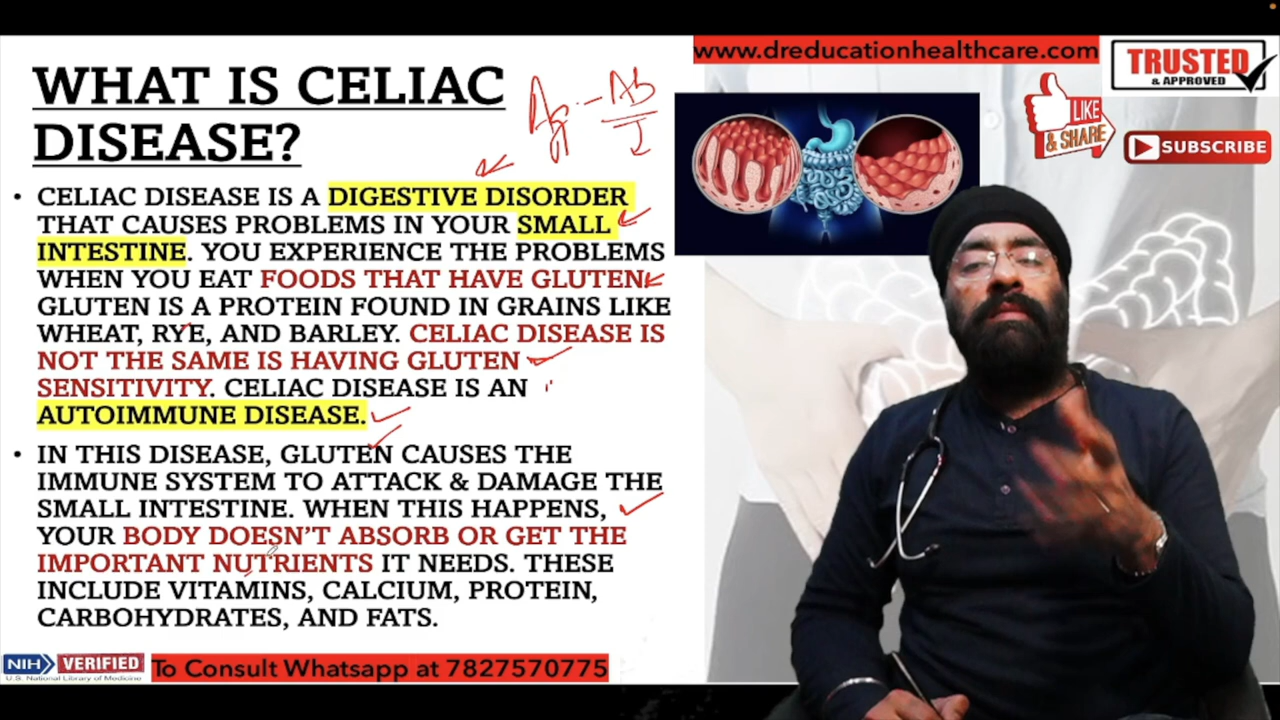 www.dreducationhealthcare.com
TRUSTED
& APPROVED
LIKE
& SHARE
SUBSCRIBE
WHAT IS CELIAC
DISEASE?
Ag - Ab
• CELIAC DISEASE IS A DIGESTIVE DISORDER
THAT CAUSES PROBLEMS IN YOUR SMALL
INTESTINE. YOU EXPERIENCE THE PROBLEMS
WHEN YOU EAT FOODS THAT HAVE GLUTEN
GLUTEN IS A PROTEIN FOUND IN GRAINS LIKE
WHEAT, RYE, AND BARLEY. CELIAC DISEASE IS
NOT THE SAME IS HAVING GLUTEN
SENSITIVITY. CELIAC DISEASE IS AN
AUTOIMMUNE DISEASE.
• IN THIS DISEASE, GLUTEN CAUSES THE
IMMUNE SYSTEM TO ATTACK & DAMAGE THE
SMALL INTESTINE. WHEN THIS HAPPENS,
YOUR BODY DOESN'T ABSORB OR GET THE
IMPORTANT NUTRIENTS IT NEEDS. THESE
INCLUDE VITAMINS, CALCIUM, PROTEIN,
CARBOHYDRATES, AND FATS.
NIH VERIFIED
U.S. National Library of Medicine
To Consult Whatsapp at 7827570775